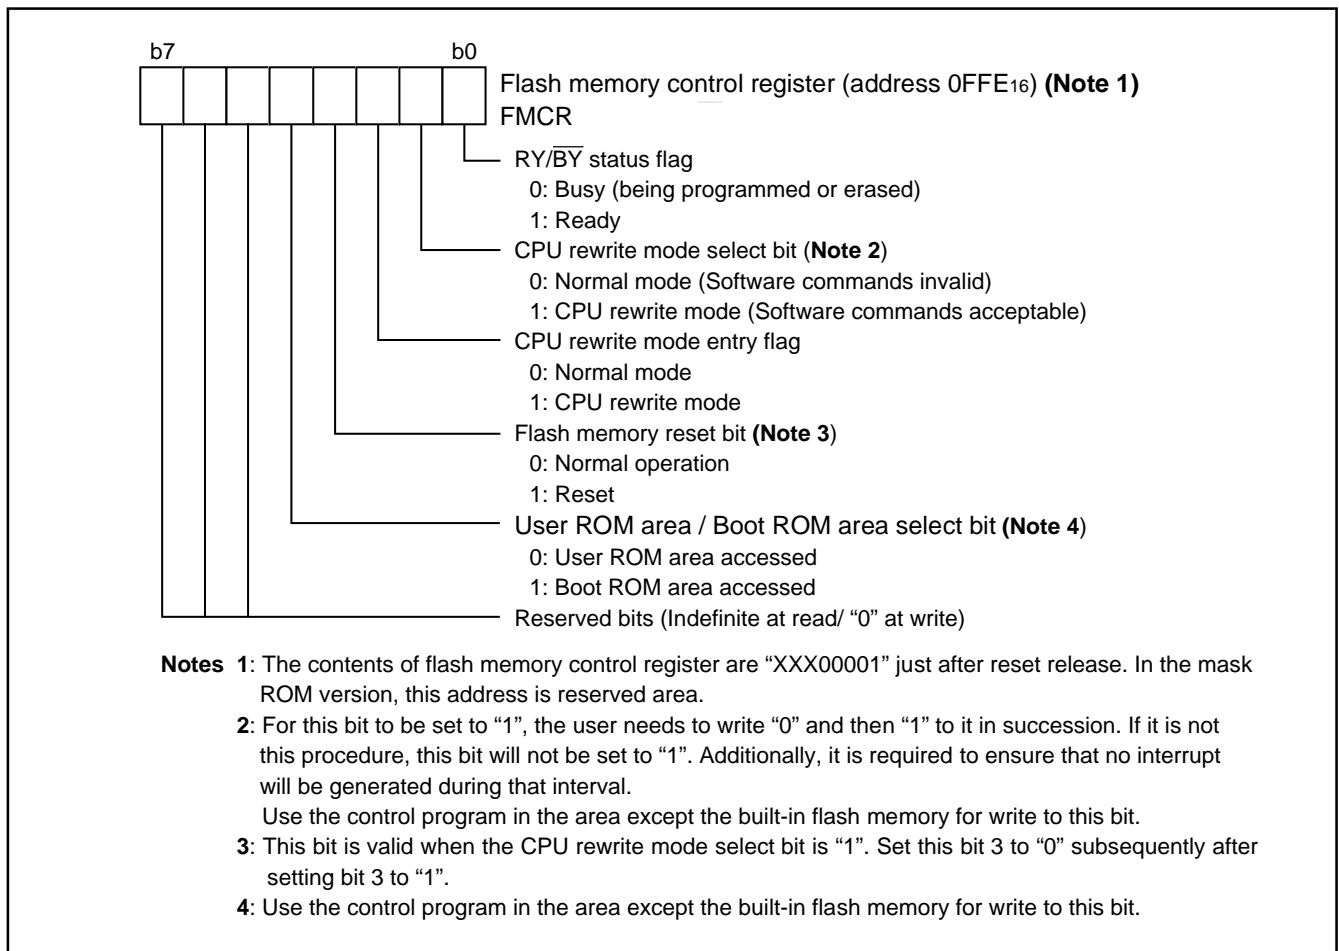 b7 b0
Flash memory control register (address 0FFE16) (Note 1)
FMCR
RY/B̅Y̅ status flag
0: Busy (being programmed or erased)
1: Ready
CPU rewrite mode select bit (Note 2)
0: Normal mode (Software commands invalid)
1: CPU rewrite mode (Software commands acceptable)
CPU rewrite mode entry flag
0: Normal mode
1: CPU rewrite mode
Flash memory reset bit (Note 3)
0: Normal operation
1: Reset
User ROM area / Boot ROM area select bit (Note 4)
0: User ROM area accessed
1: Boot ROM area accessed
Reserved bits (Indefinite at read/ “0” at write)
Notes 1: The contents of flash memory control register are “XXX00001” just after reset release. In the mask
ROM version, this address is reserved area.
2: For this bit to be set to “1”, the user needs to write “0” and then “1” to it in succession. If it is not
this procedure, this bit will not be set to “1”. Additionally, it is required to ensure that no interrupt
will be generated during that interval.
Use the control program in the area except the built-in flash memory for write to this bit.
3: This bit is valid when the CPU rewrite mode select bit is “1”. Set this bit 3 to “0” subsequently after
setting bit 3 to “1”.
4: Use the control program in the area except the built-in flash memory for write to this bit.